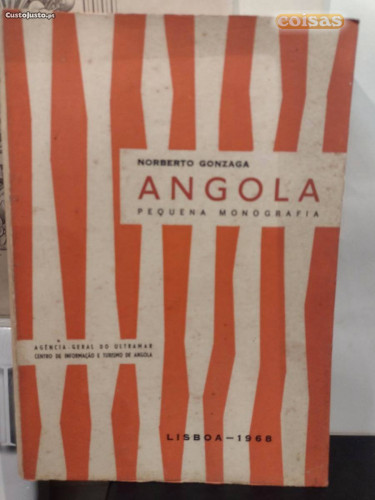 CustoJusto.pt
coisas
NORBERTO GONZAGA
ANGOLA
PEQUENA MONOGRAFIA
AGÊNCIA-GERAL DO ULTRAMAR
CENTRO DE INFORMAÇÃO E TURISMO DE ANGOLA
LISBOA — 1968